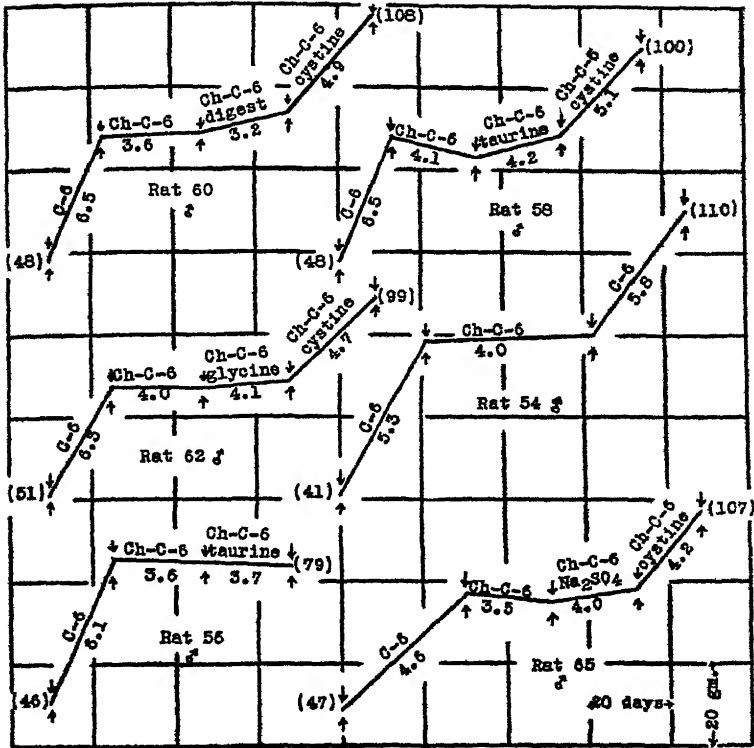 (108)
Ch-C-6
cystine
4.9
Ch-C-6
digest
3.2
Ch-C-6
3.6
C-6
6.5
(48)
Rat 60
♂
(100)
Ch-C-6
cystine
5.1
Ch-C-6
taurine
4.2
Ch-C-6
4.1
C-6
6.5
(48)
Rat 58
♂
(99)
Ch-C-6
cystine
4.7
Ch-C-6
glycine
4.1
Ch-C-6
4.0
C-6
6.5
(51)
Rat 62 ♂
(110)
C-6
5.8
Ch-C-6
4.0
C-6
5.3
(41)
Rat 54 ♂
(79)
Ch-C-6
taurine
3.7
Ch-C-6
3.6
C-6
6.1
(46)
Rat 56
♂
(107)
Ch-C-6
cystine
4.2
Ch-C-6
Na2SO4
4.0
Ch-C-6
3.5
C-6
4.6
(47)
Rat 65
♂
20 days
20 gm.